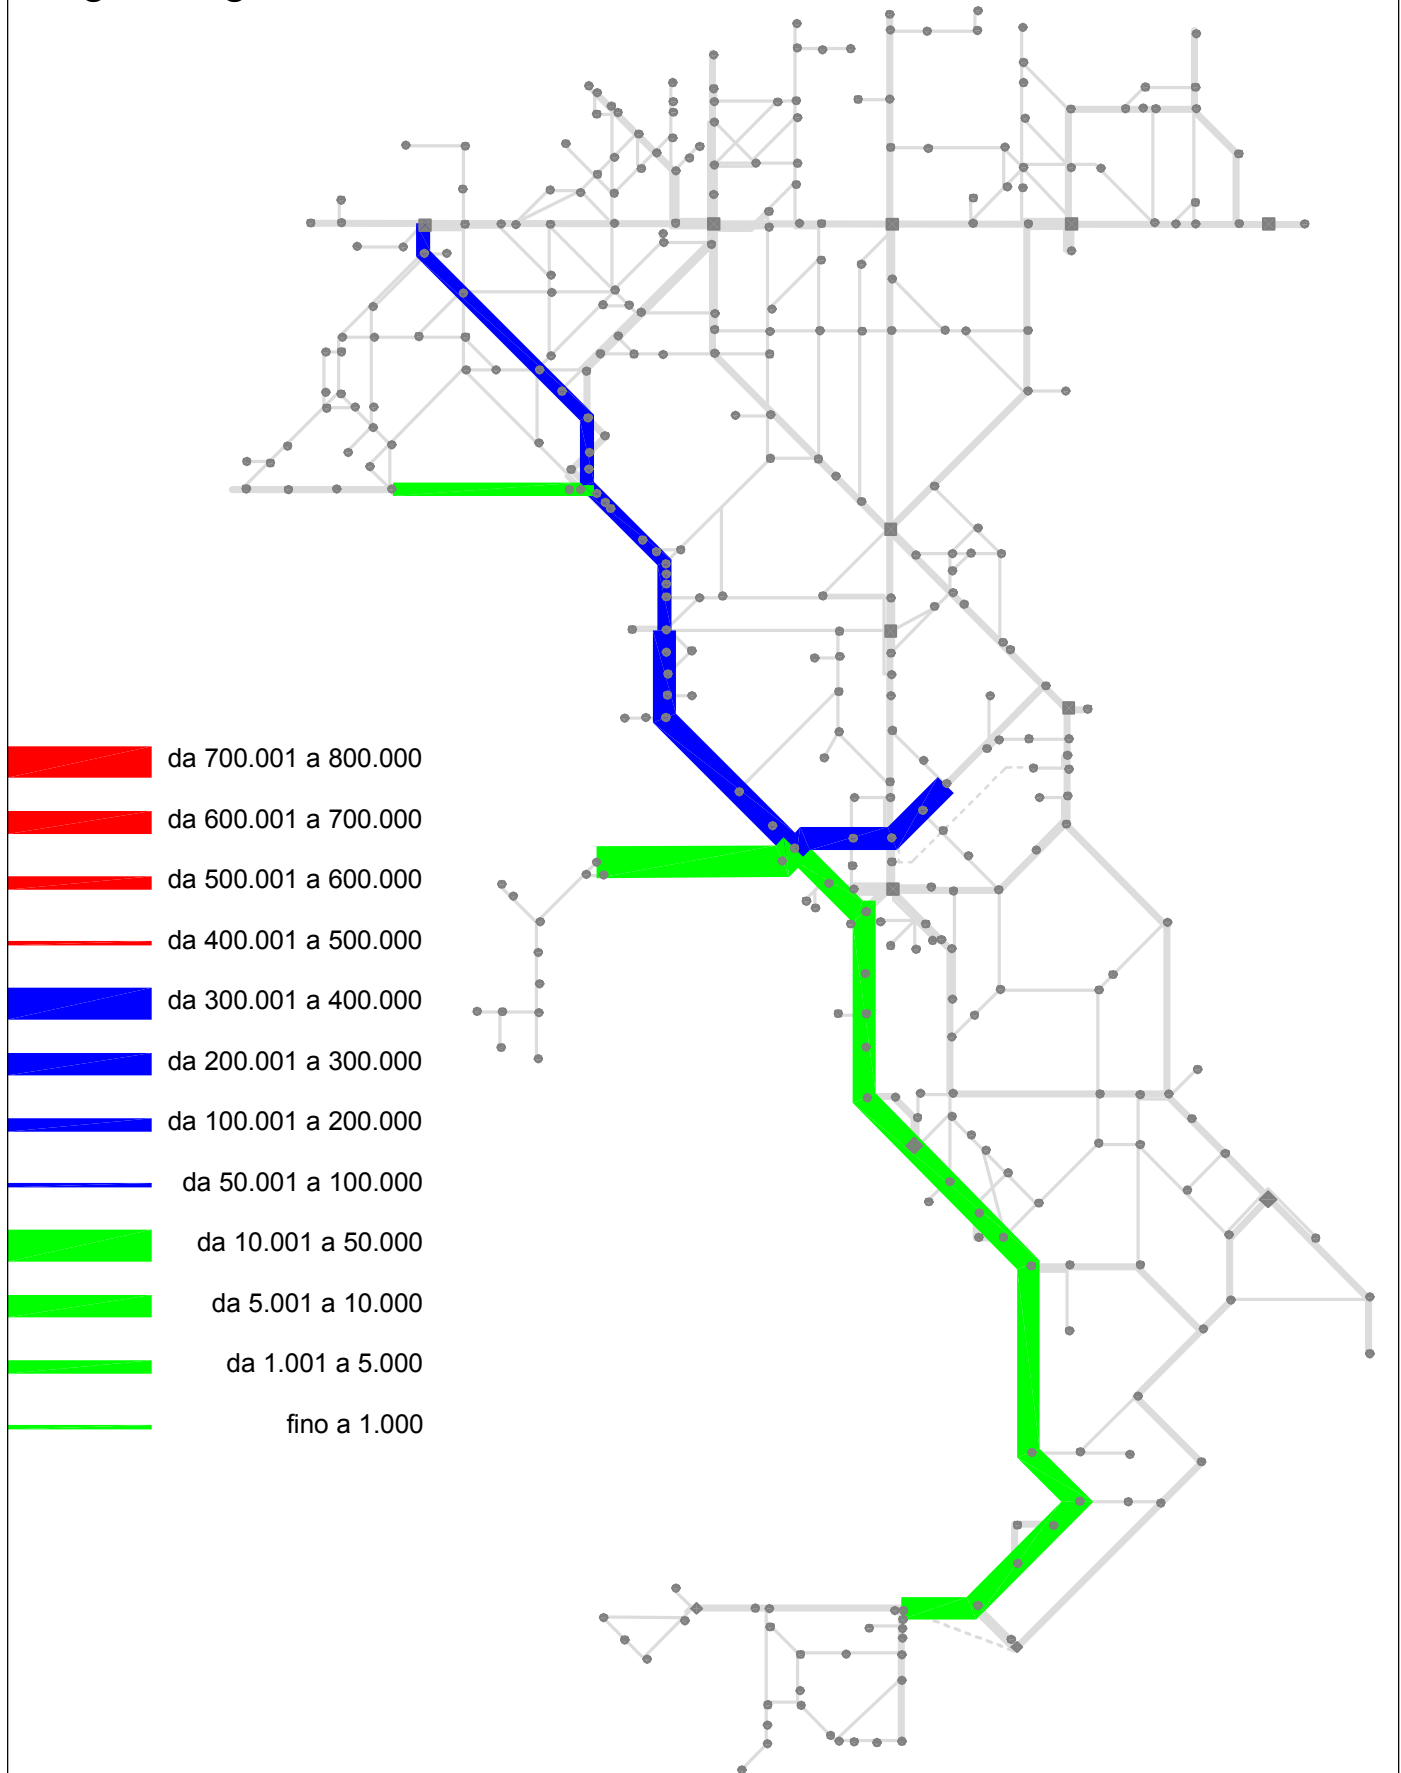 da 700.001 a 800.000
da 600.001 a 700.000
da 500.001 a 600.000
da 400.001 a 500.000
da 300.001 a 400.000
da 200.001 a 300.000
da 100.001 a 200.000
da 50.001 a 100.000
da 10.001 a 50.000
da 5.001 a 10.000
da 1.001 a 5.000
fino a 1.000